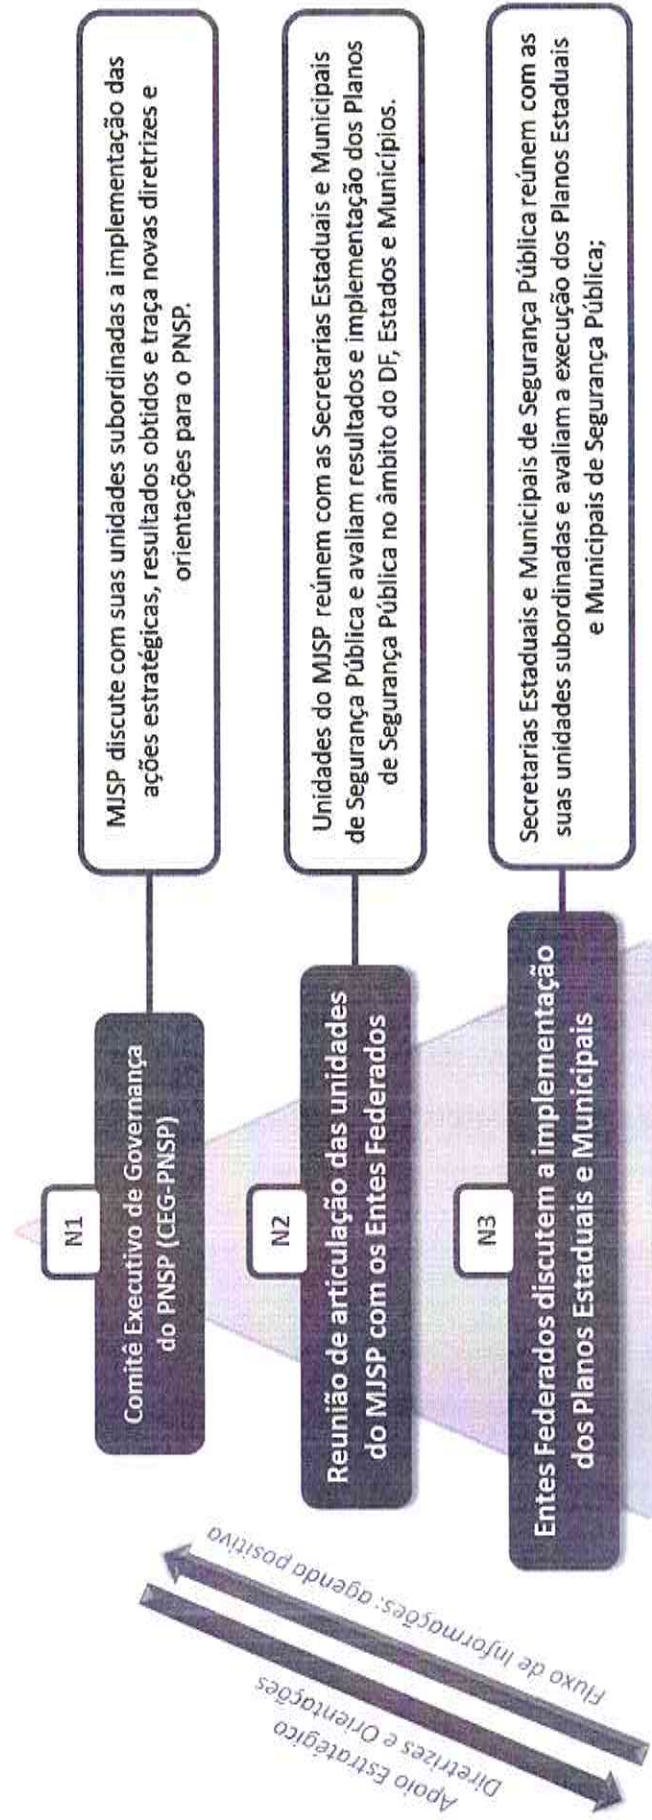 N1
Comitê Executivo de Governança
do PNSP (CEG-PNSP)
MJSP discute com suas unidades subordinadas a implementação das
ações estratégicas, resultados obtidos e traça novas diretrizes e
orientações para o PNSP.
N2
Reunião de articulação das unidades
do MJSP com os Entes Federados
Unidades do MJSP reúnem com as Secretarias Estaduais e Municipais
de Segurança Pública e avaliam resultados e implementação dos Planos
de Segurança Pública no âmbito do DF, Estados e Municípios.
N3
Entes Federados discutem a implementação
dos Planos Estaduais e Municipais
Secretarias Estaduais e Municipais de Segurança Pública reúnem com as
suas unidades subordinadas e avaliam a execução dos Planos Estaduais
e Municipais de Segurança Pública;
Apoio Estratégico
Diretrizes e Orientações
Fluxo de Informações: agenda positiva